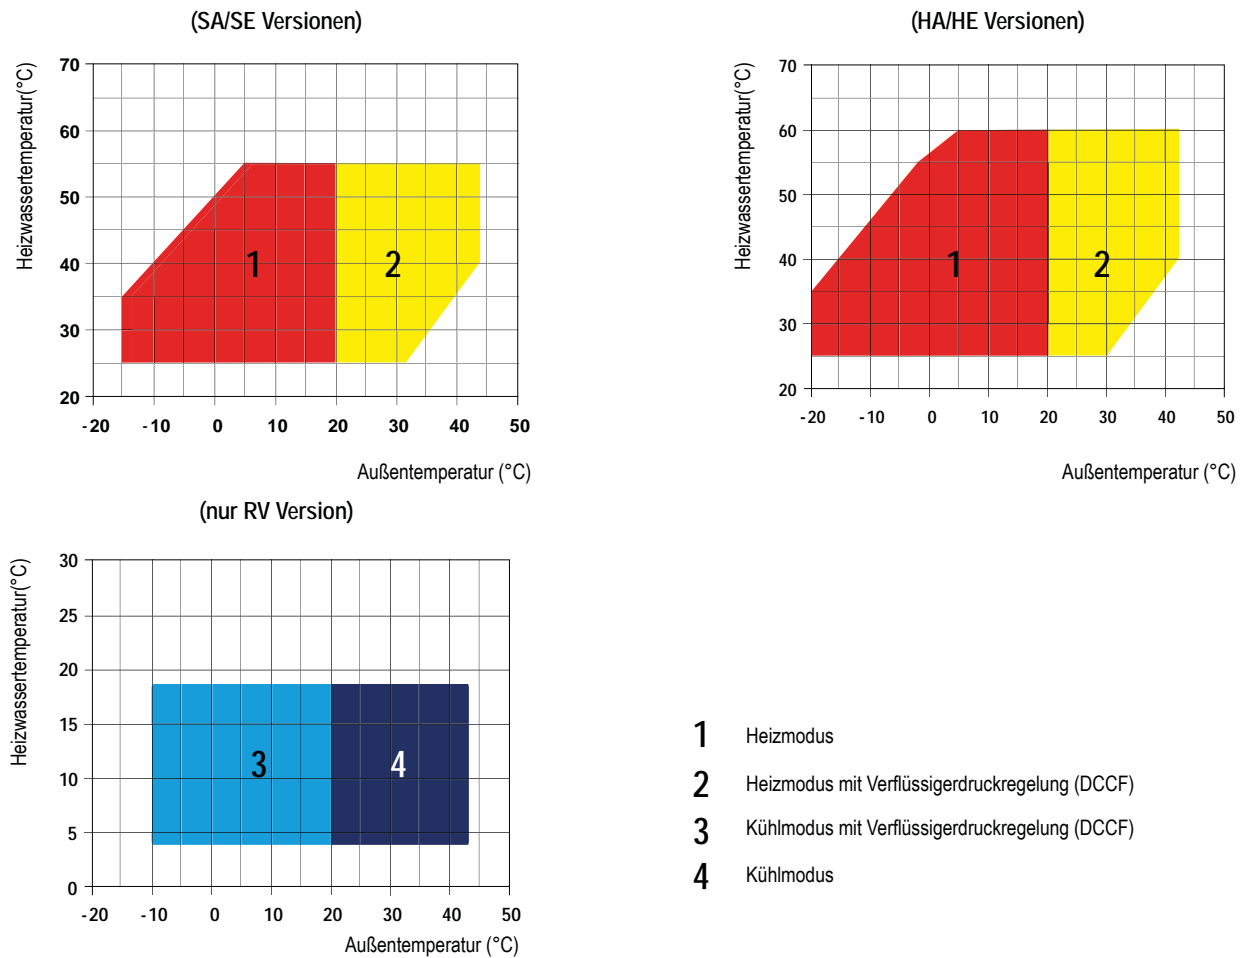 (SA/SE Versionen)
Heizwassertemperatur(°C)
70
60
50
40
30
20
1
2
-20 -10 0 10 20 30 40 50
Außentemperatur (°C)
(HA/HE Versionen)
Heizwassertemperatur(°C)
70
60
50
40
30
20
1
2
-20 -10 0 10 20 30 40 50
Außentemperatur (°C)
(nur RV Version)
Heizwassertemperatur(°C)
30
25
20
15
10
5
0
3
4
-20 -10 0 10 20 30 40 50
Außentemperatur (°C)
1 Heizmodus
2 Heizmodus mit Verflüssigerdruckregelung (DCCF)
3 Kühlmodus mit Verflüssigerdruckregelung (DCCF)
4 Kühlmodus